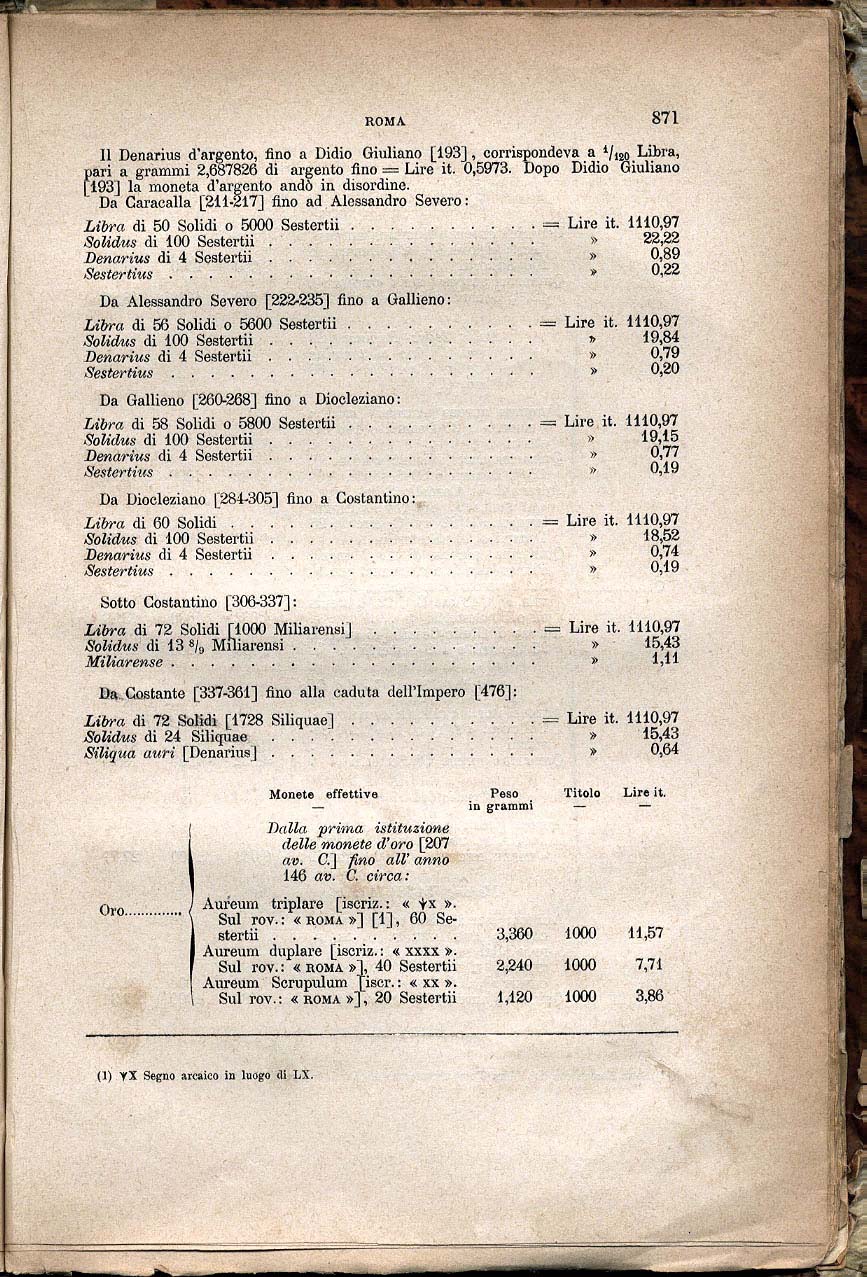 ROMA 871
Il Denarius d'argento, fino a Didio Giuliano [193], corrispondeva a 1/120 Libra,
pari a grammi 2,687826 di argento fino = Lire it. 0,5973. Dopo Didio Giuliano
[193] la moneta d'argento andò in disordine.
Da Caracalla [211-217] fino ad Alessandro Severo:
Libra di 50 Solidi o 5000 Sestertii . . . . . . . . . . = Lire it. 1110,97
Solidus di 100 Sestertii . . . . . . . . . . . . . . » 22,22
Denarius di 4 Sestertii . . . . . . . . . . . . . . » 0,89
Sestertius . . . . . . . . . . . . . . . . . . . » 0,22
Da Alessandro Severo [222-235] fino a Gallieno:
Libra di 56 Solidi o 5600 Sestertii . . . . . . . . . . = Lire it. 1110,97
Solidus di 100 Sestertii . . . . . . . . . . . . . . » 19,84
Denarius di 4 Sestertii . . . . . . . . . . . . . . » 0,79
Sestertius . . . . . . . . . . . . . . . . . . . » 0,20
Da Gallieno [260-268] fino a Diocleziano:
Libra di 58 Solidi o 5800 Sestertii . . . . . . . . . . = Lire it. 1110,97
Solidus di 100 Sestertii . . . . . . . . . . . . . . » 19,15
Denarius di 4 Sestertii . . . . . . . . . . . . . . » 0,77
Sestertius . . . . . . . . . . . . . . . . . . . » 0,19
Da Diocleziano [284-305] fino a Costantino:
Libra di 60 Solidi . . . . . . . . . . . . . . . . = Lire it. 1110,97
Solidus di 100 Sestertii . . . . . . . . . . . . . . » 18,52
Denarius di 4 Sestertii . . . . . . . . . . . . . . » 0,74
Sestertius . . . . . . . . . . . . . . . . . . . » 0,19
Sotto Costantino [306-337]:
Libra di 72 Solidi [1000 Miliarensi] . . . . . . . . . = Lire it. 1110,97
Solidus di 13 8/9 Miliarensi . . . . . . . . . . . . . » 15,43
Miliarense . . . . . . . . . . . . . . . . . . . » 1,11
Da Costante [337-361] fino alla caduta dell'Impero [476]:
Libra di 72 Solidi [1728 Siliquae] . . . . . . . . . . = Lire it. 1110,97
Solidus di 24 Siliquae . . . . . . . . . . . . . . » 15,43
Siliqua auri [Denarius] . . . . . . . . . . . . . . » 0,64
Monete effettive Peso in grammi Titolo Lire it.
Dalla prima istituzione
delle monete d'oro [207
av. C.] fino all' anno
146 av. C. circa:
Oro..............
Aureum triplare [iscriz.: « ↓X ».
Sul rov.: « ROMA »] [1], 60 Se-
stertii . . . . . . . . . . 3,360 1000 11,57
Aureum duplare [iscriz.: « XXXX ».
Sul rov.: « ROMA »], 40 Sestertii 2,240 1000 7,71
Aureum Scrupulum [iscr.: « XX ».
Sul rov.: « ROMA »], 20 Sestertii 1,120 1000 3,86
(1) ↓X Segno arcaico in luogo di LX.